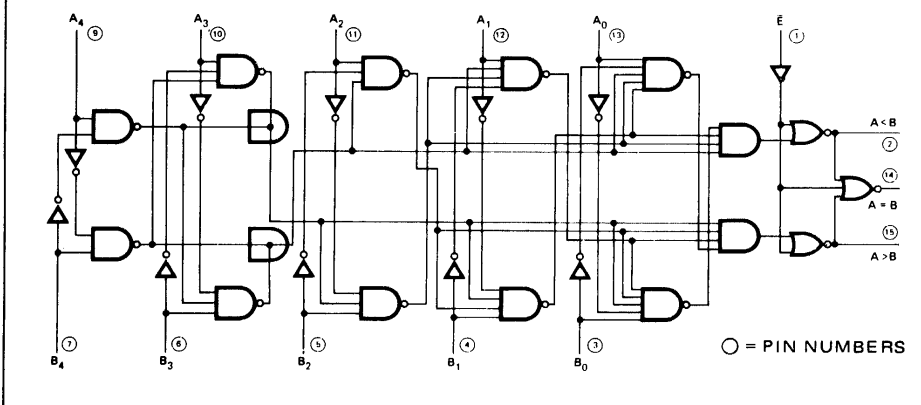 A4 A3 A2 A1 A0 Ē
9 10 11 12 13 1
A < B
2
14
A = B
15
A > B
7 6 5 4 3
B4 B3 B2 B1 B0
○ = PIN NUMBERS